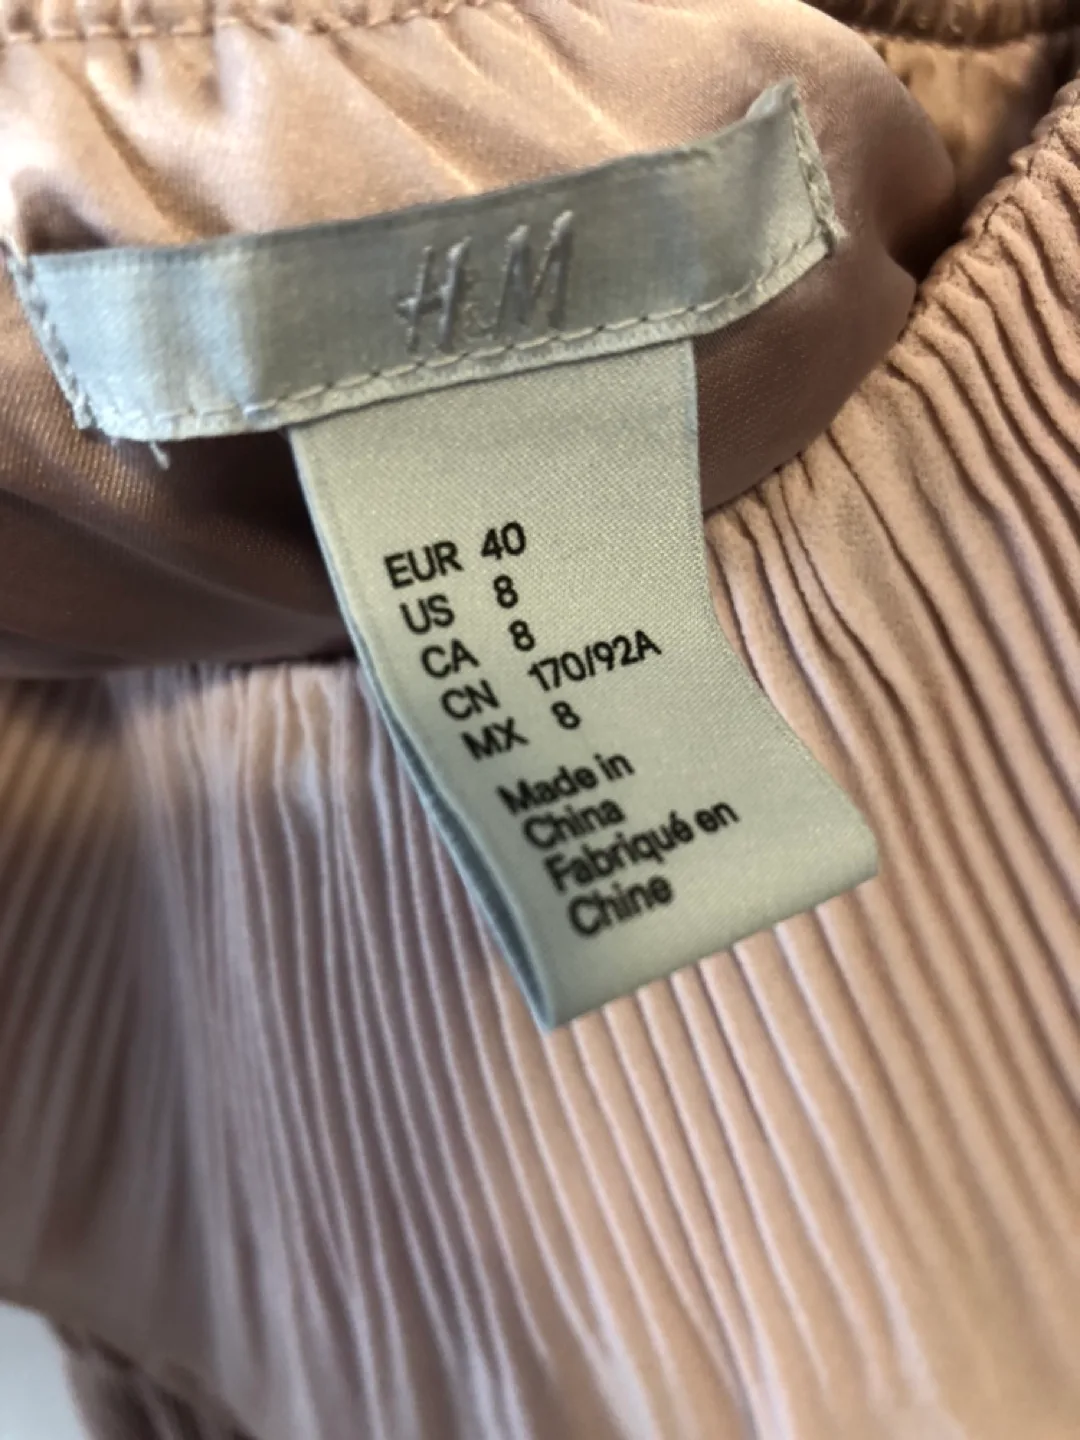 H&M
EUR 40
US 8
CA 8
CN 170/92A
MX 8
Made in
China
Fabriqué en
Chine